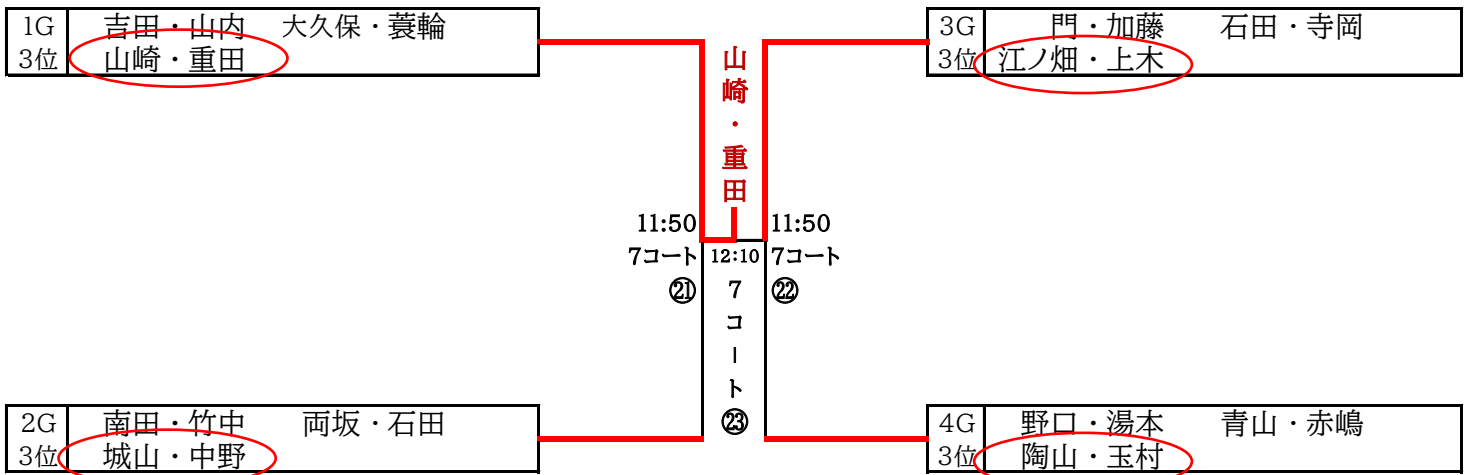 1G 吉田・山内 大久保・蓑輪
3位 山崎・重田
3G 門・加藤 石田・寺岡
3位 江ノ畑・上木
山崎・重田
11:50
7コート
㉑
11:50
7コート
㉒
12:10
7コート
㉓
2G 南田・竹中 両坂・石田
3位 城山・中野
4G 野口・湯本 青山・赤嶋
3位 陶山・玉村